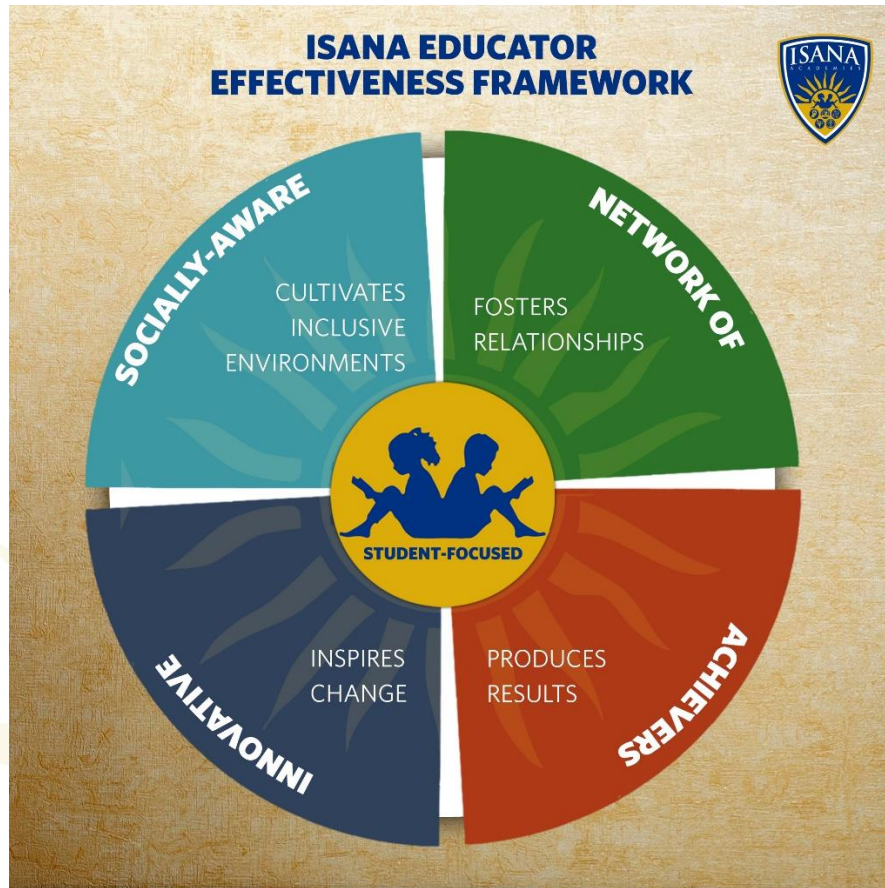 ISANA EDUCATOR
EFFECTIVENESS FRAMEWORK
ISANA
ACADEMIES
SOCIALLY-AWARE
CULTIVATES
INCLUSIVE
ENVIRONMENTS
NETWORK OF
FOSTERS
RELATIONSHIPS
STUDENT-FOCUSED
INNOVATIVE
INSPIRES
CHANGE
PRODUCES
RESULTS
ACHIEVERS